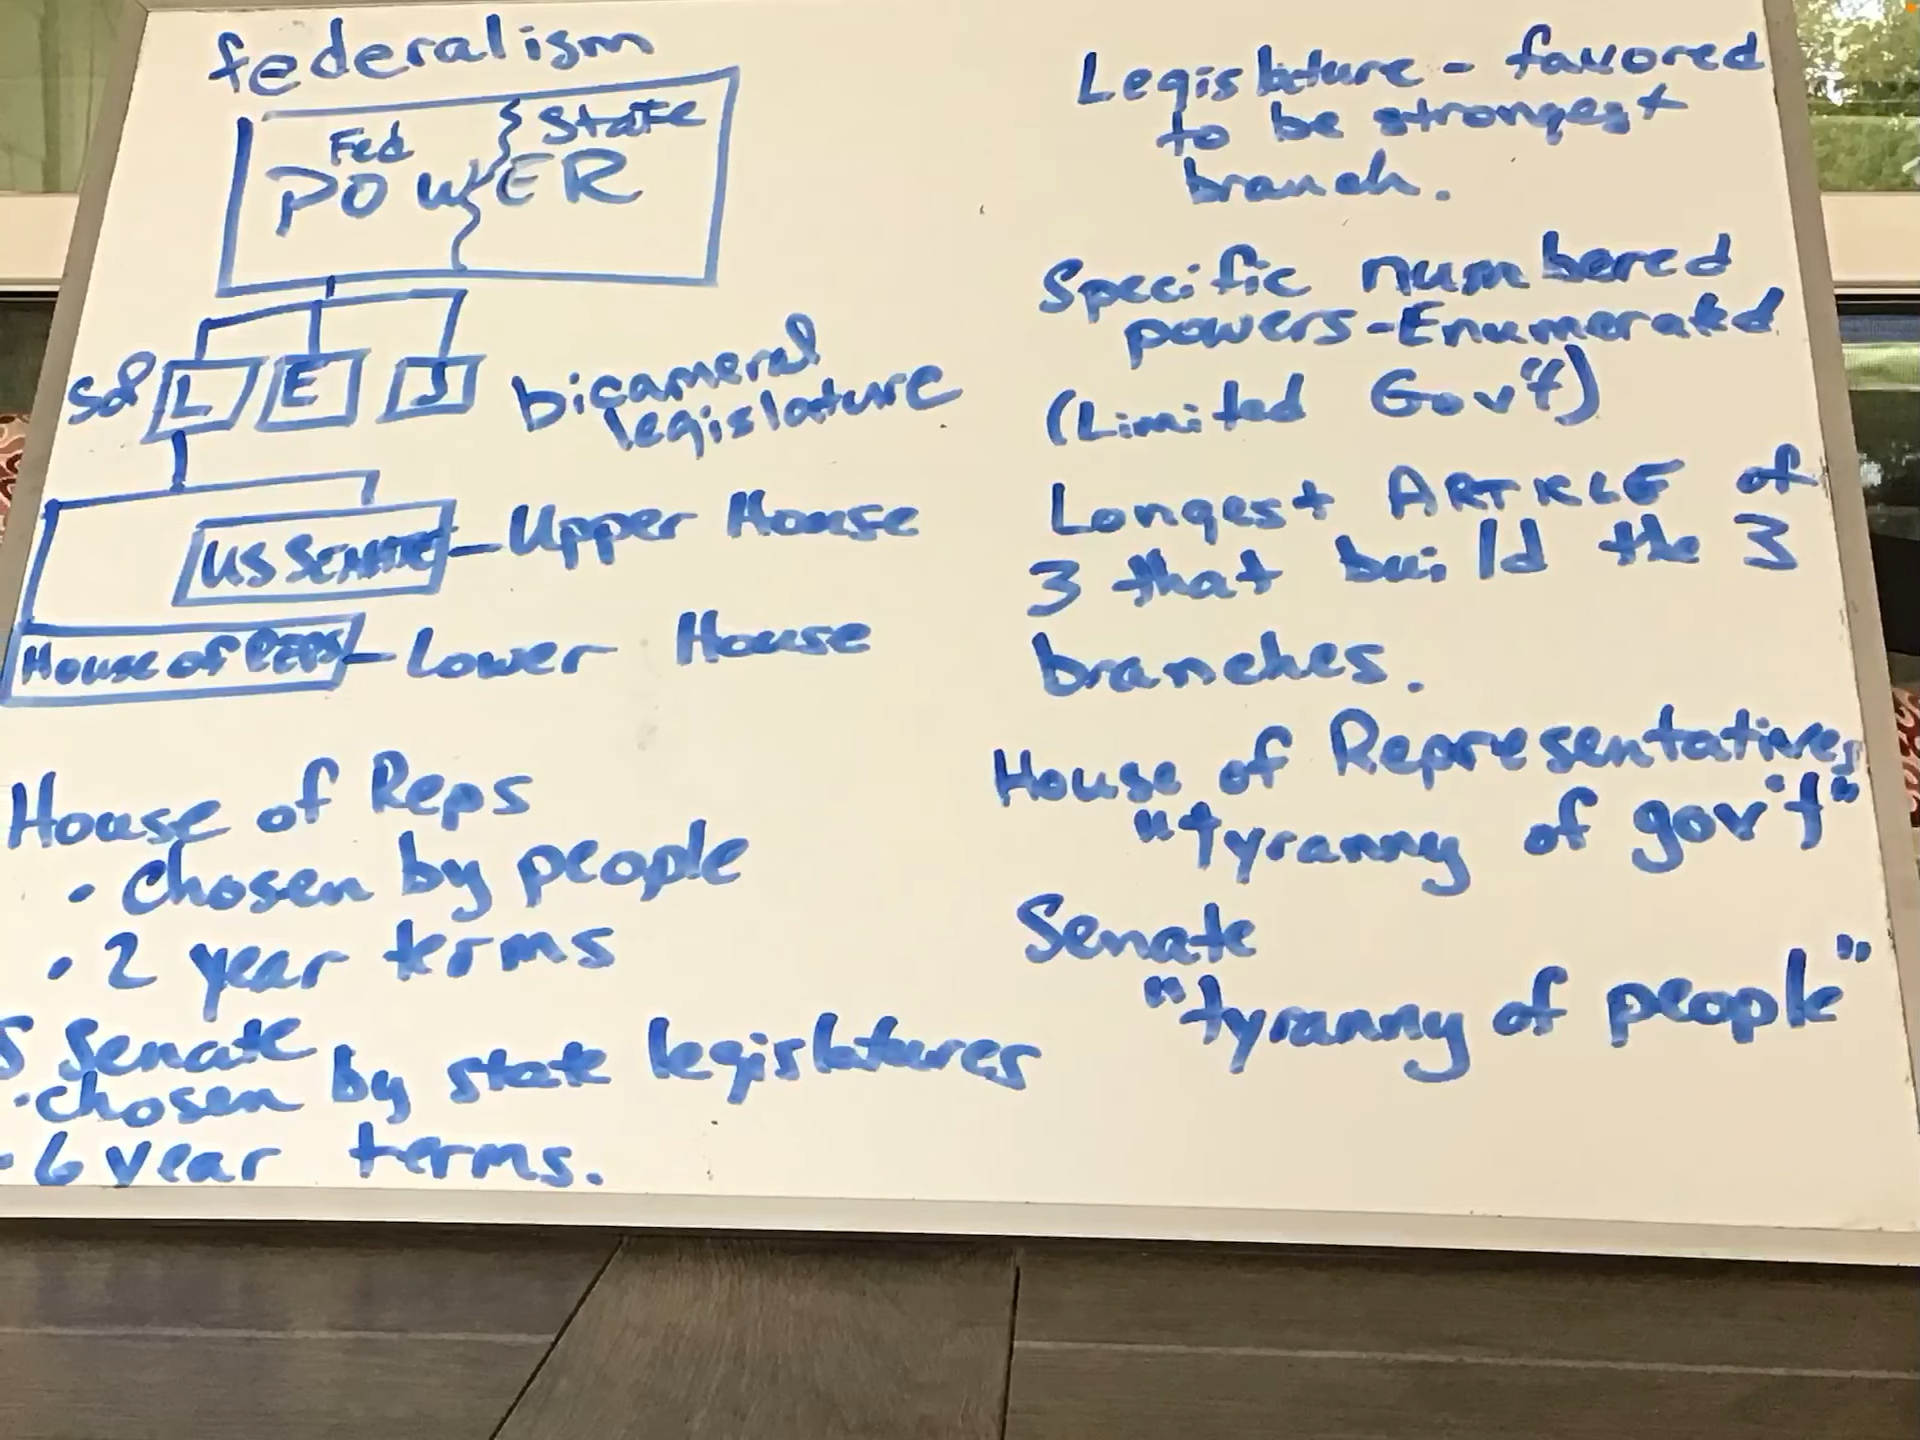 federalism
Fed State
POWER
L E J
bicameral
legislature
US SENATE - Upper House
House of REPS - Lower House
House of Reps
• chosen by people
• 2 year terms
S Senate
• chosen by state legislatures
• 6 year terms.
Legislature - favored
to be strongest
branch.
Specific numbered
powers - Enumerated
(Limited Gov't)
Longest ARTICLE of
3 that build the 3
branches.
House of Representatives
"tyranny of gov't"
Senate
"tyranny of people"